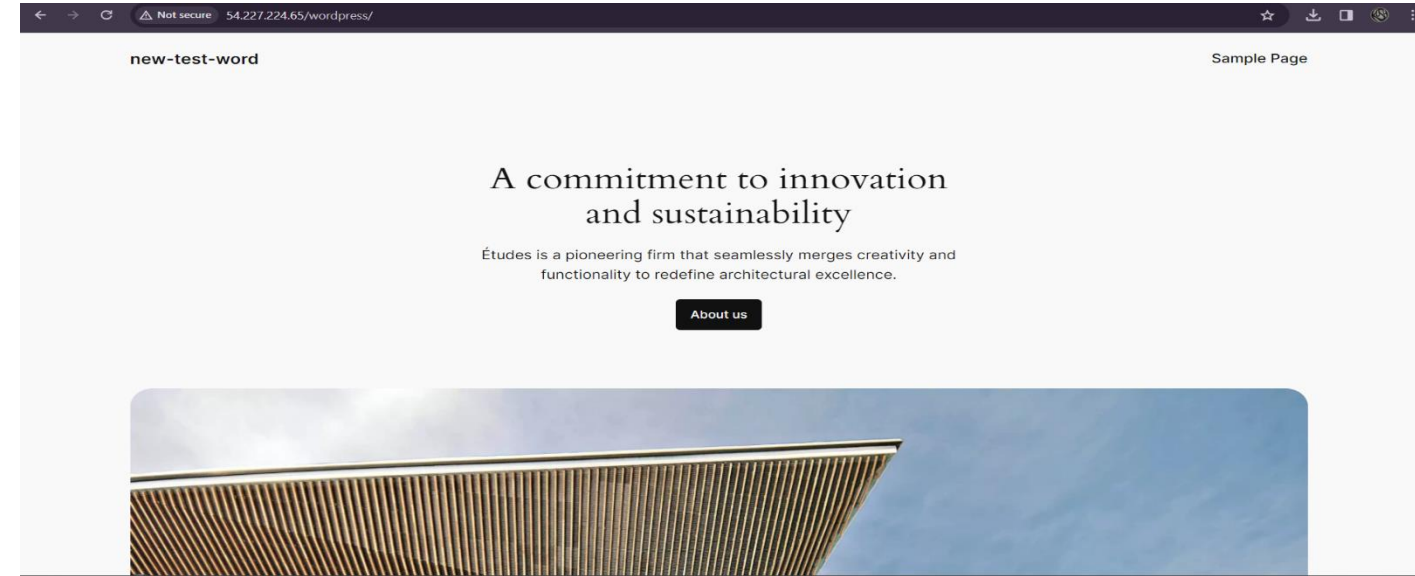 Not secure 54.227.224.65/wordpress/
new-test-word
Sample Page
A commitment to innovation
and sustainability
Études is a pioneering firm that seamlessly merges creativity and
functionality to redefine architectural excellence.
About us